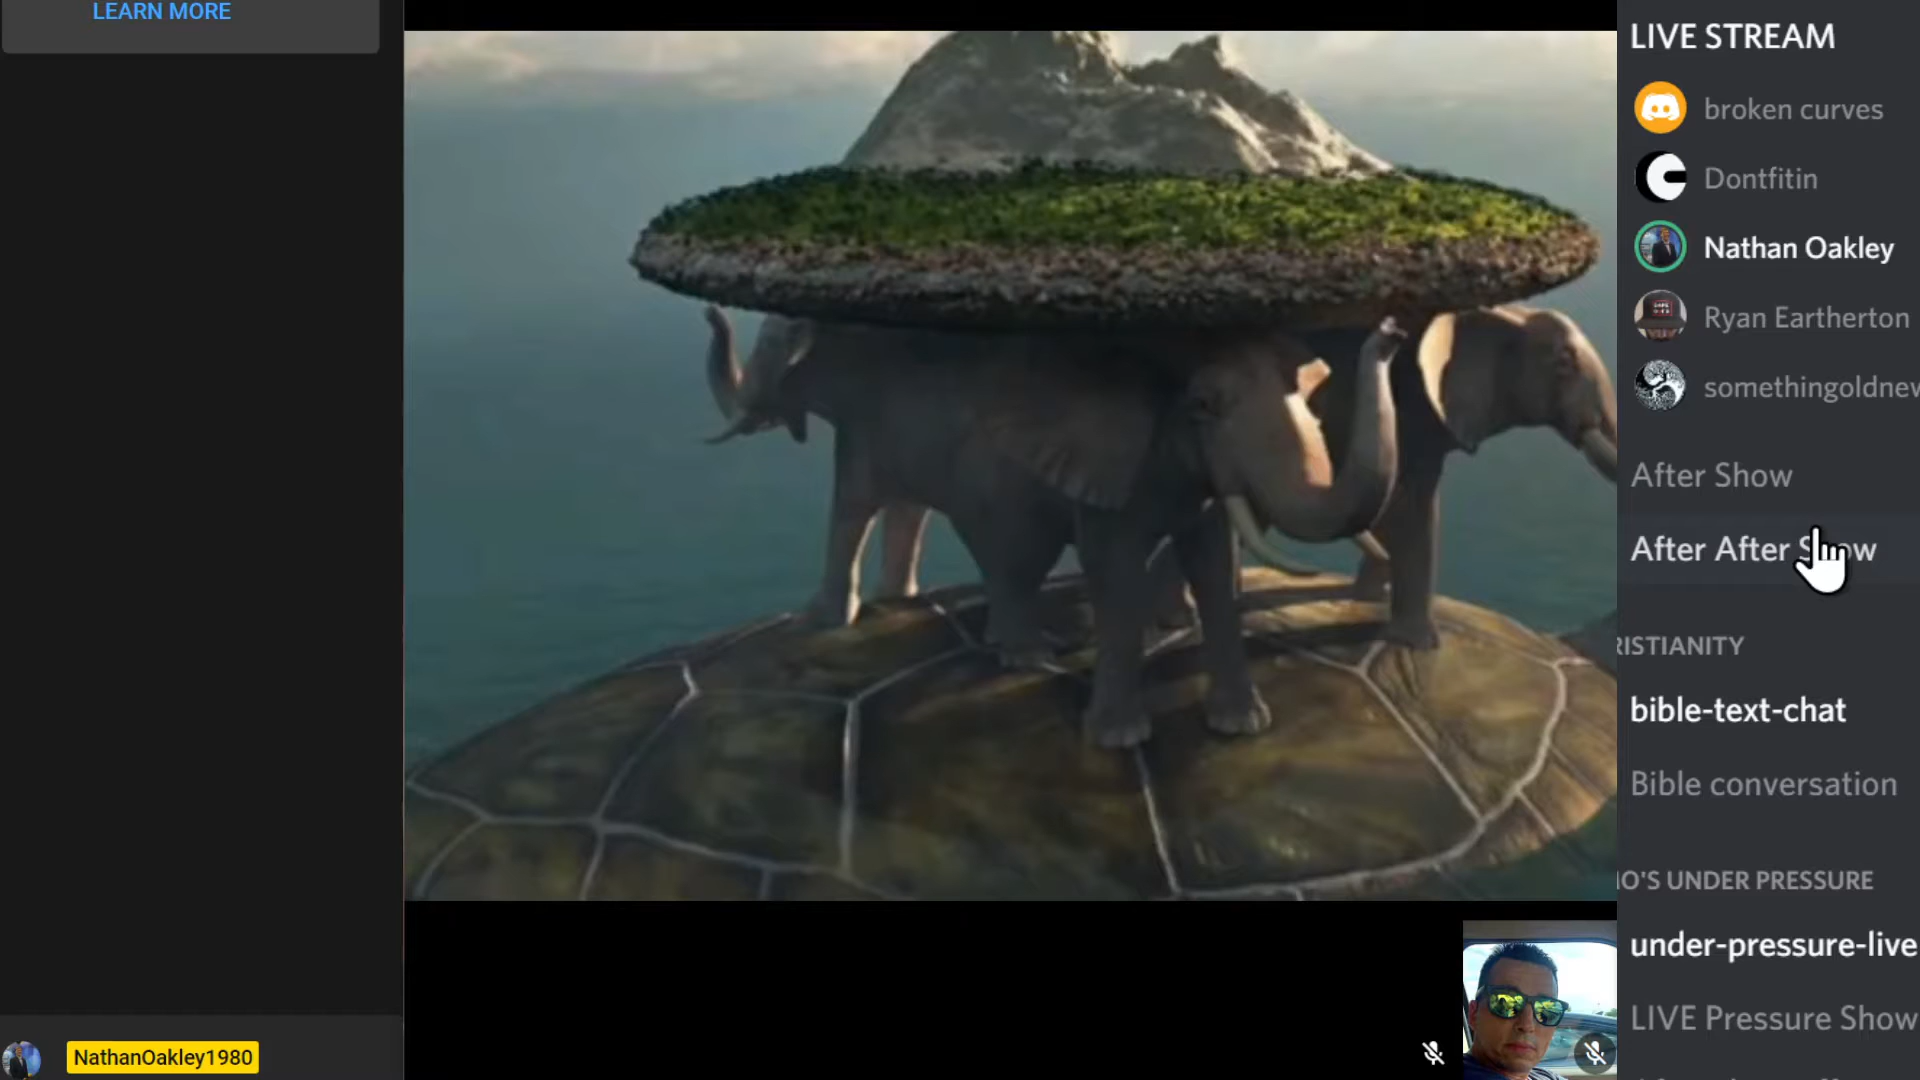 LEARN MORE
LIVE STREAM
broken curves
Dontfitin
Nathan Oakley
Ryan Eartherton
somethingoldnew
After Show
After After Show
RISTIANITY
bible-text-chat
Bible conversation
IO'S UNDER PRESSURE
under-pressure-live
LIVE Pressure Show
NathanOakley1980